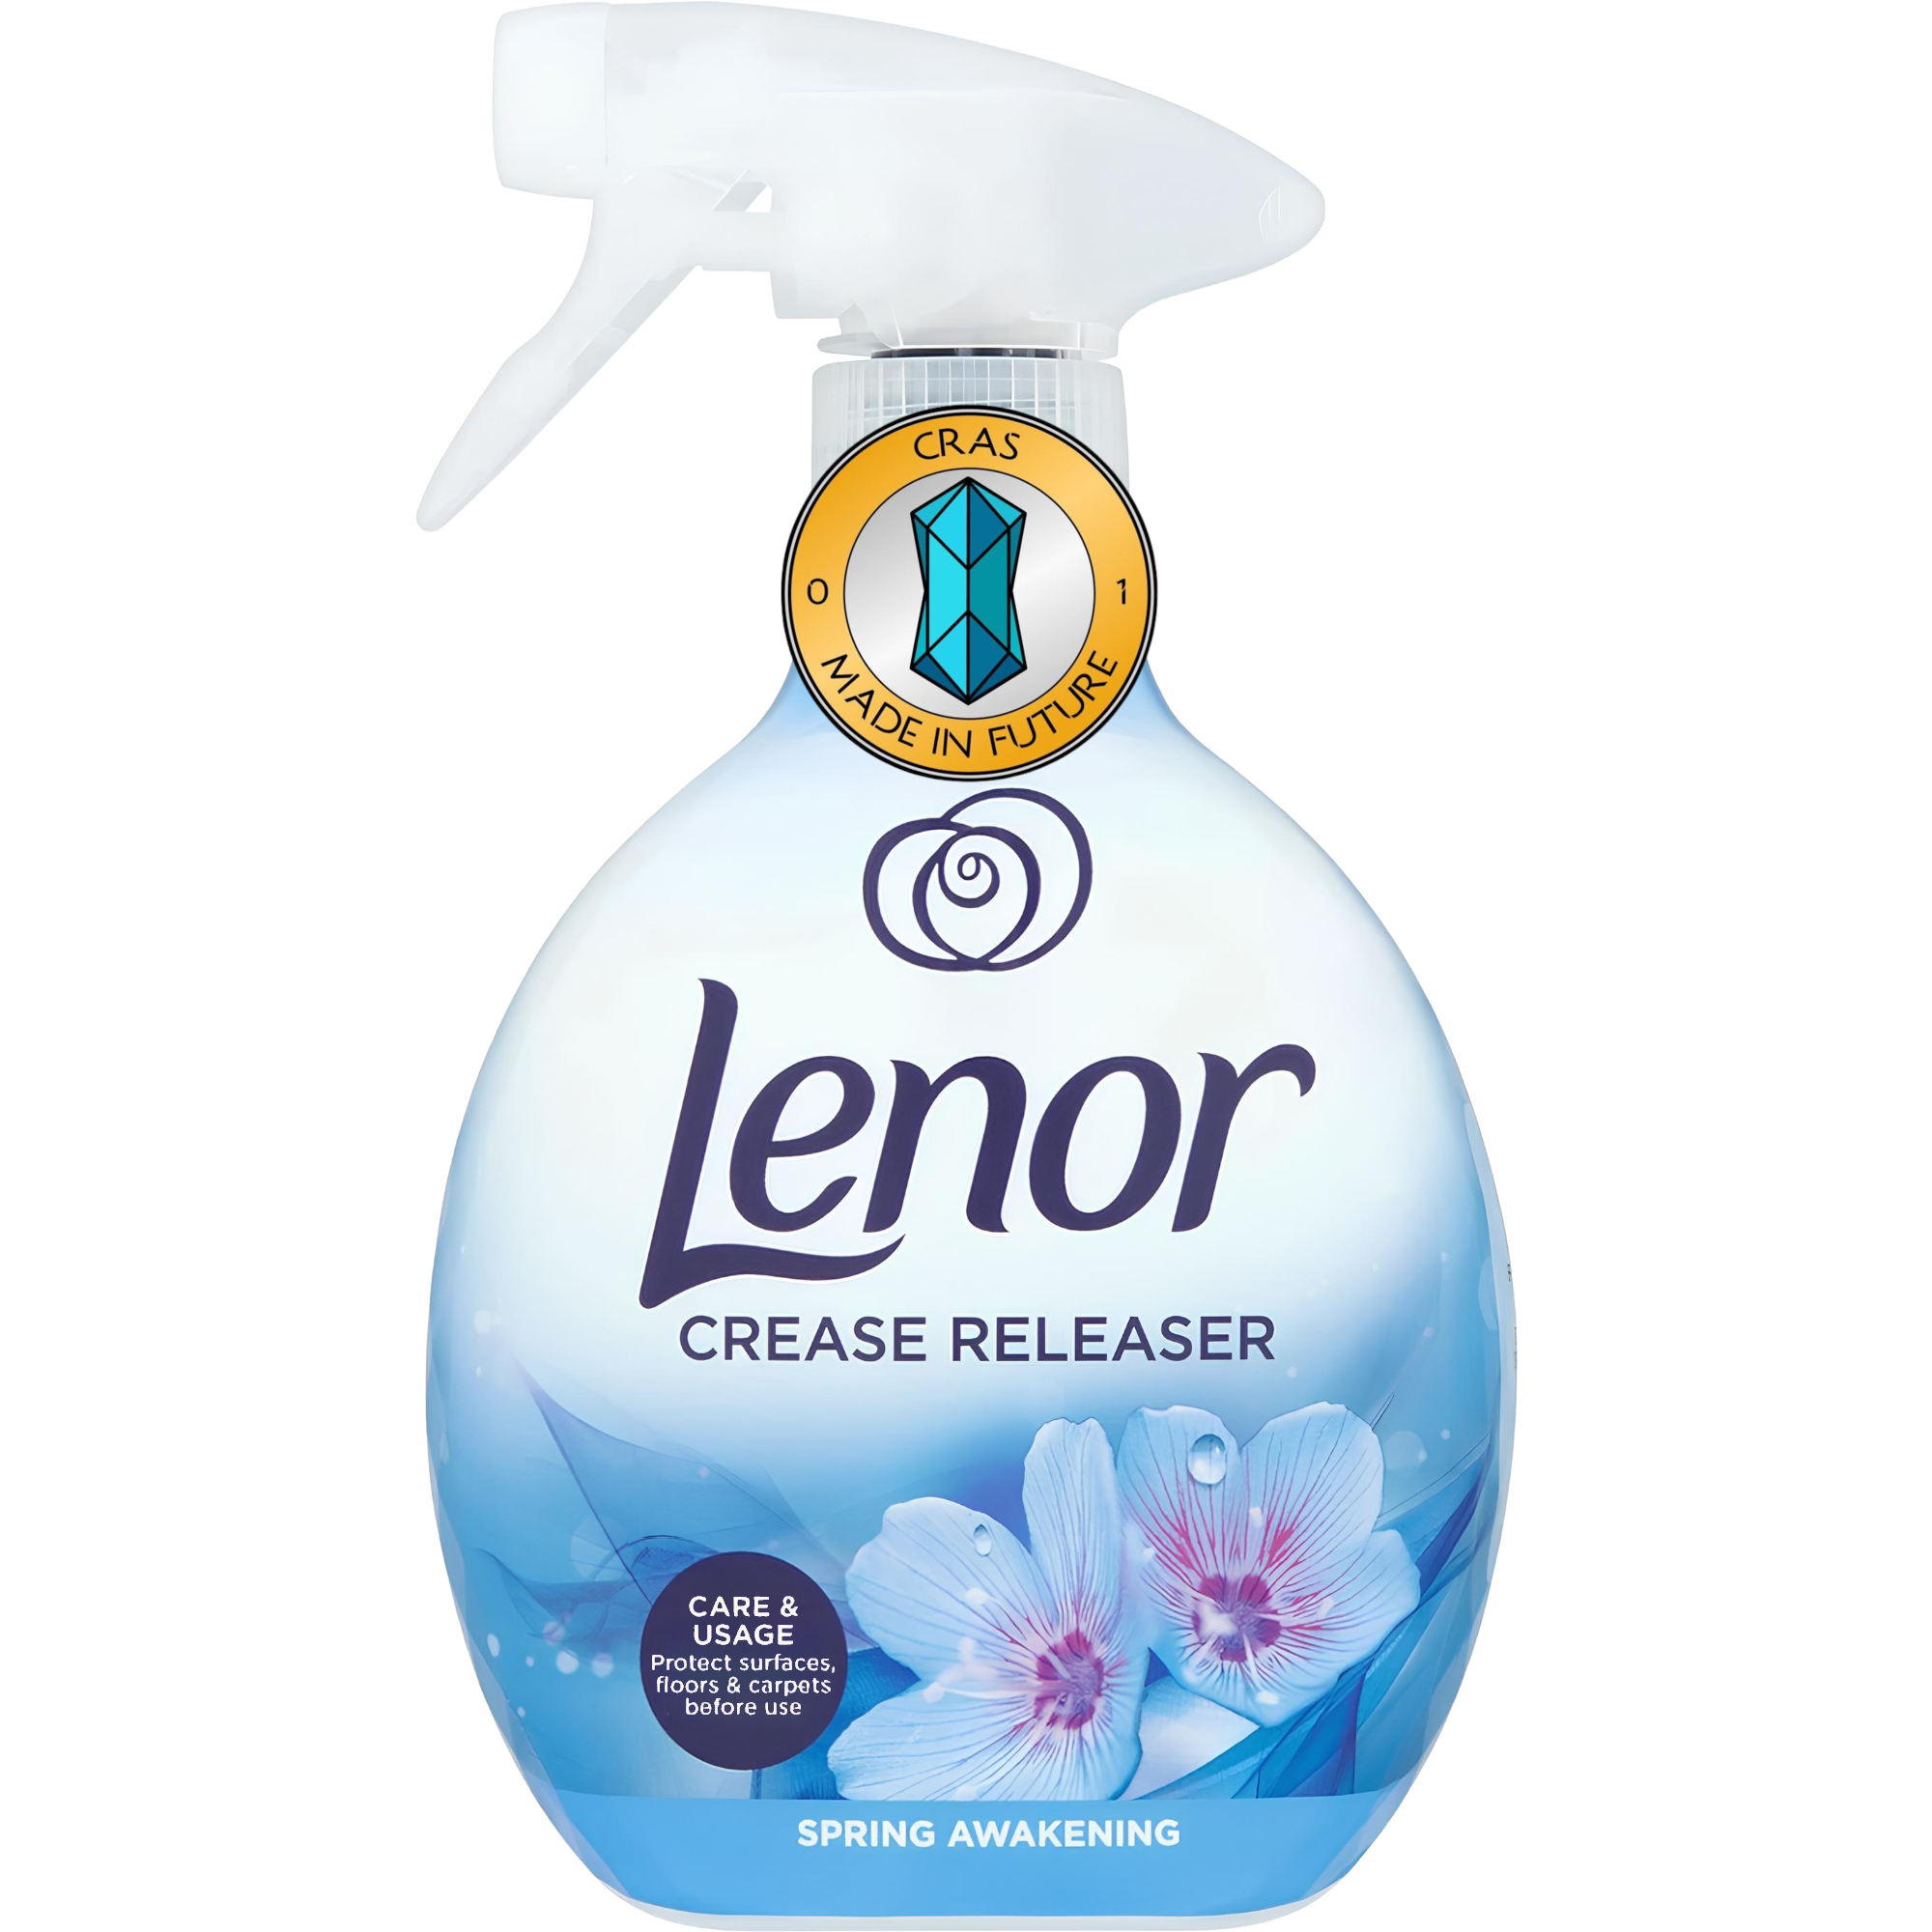 CRAS
0 1
MADE IN FUTURE
Lenor
CREASE RELEASER
CARE &
USAGE
Protect surfaces,
floors & carpets
before use
SPRING AWAKENING